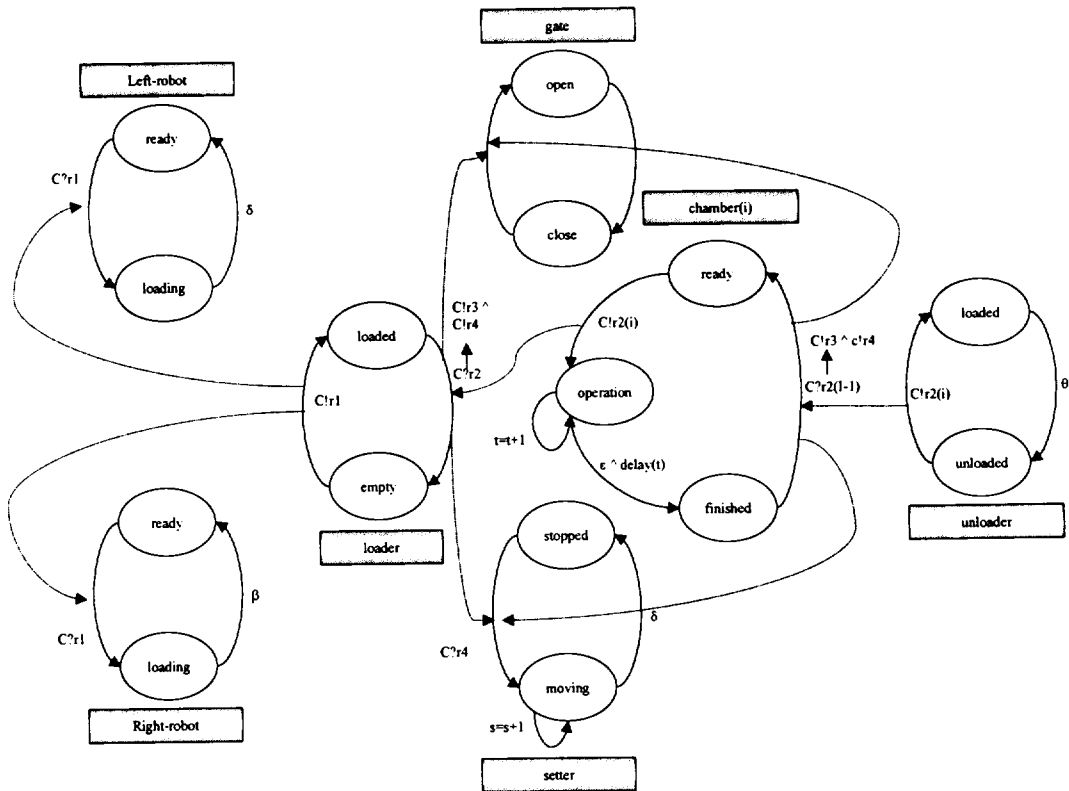 gate
Left-robot
open
ready
C?r1
δ
chamber(i)
close
loading
ready
C!r3 ^
C!r4
loaded
C!r2(i)
C!r3 ^ c!r4
loaded
C?r2
C?r2(I-1)
C!r1
operation
C!r2(i)
θ
t=t+1
ε ^ delay(t)
empty
unloaded
finished
ready
stopped
unloader
loader
β
δ
C?r1
C?r4
loading
moving
Right-robot
s=s+1
setter